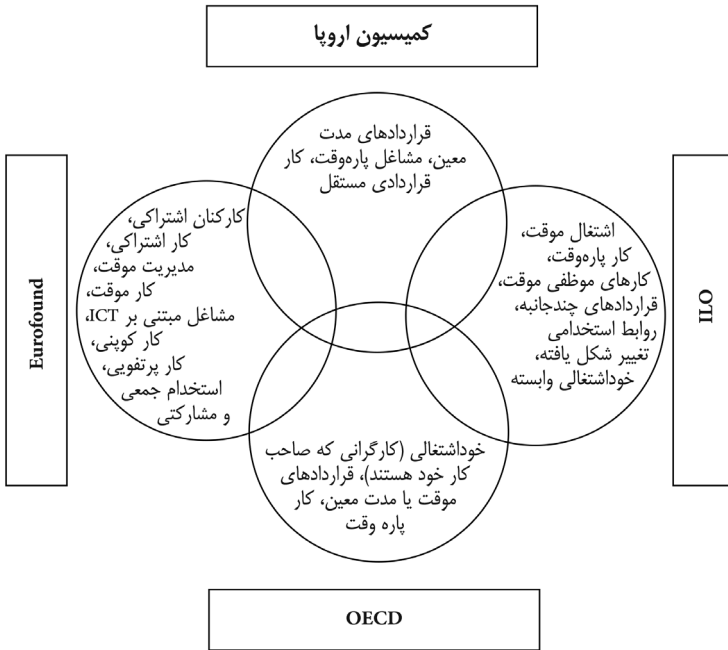 کمیسیون اروپا
قراردادهای مدت
معین، مشاغل پاره‌وقت، کار
قراردادی مستقل
Eurofound
کارکنان اشتراکی،
کار اشتراکی،
مدیریت موقت،
کار موقت،
مشاغل مبتنی بر ICT،
کار کوپنی،
کار پرتفویی،
استخدام جمعی
و مشارکتی
اشتغال موقت،
کار پاره‌وقت،
کارهای موظفی موقت،
قراردادهای چندجانبه،
روابط استخدامی
تغییر شکل یافته،
خوداشتغالی وابسته
ILO
خوداشتغالی (کارگرانی که صاحب
کار خود هستند)، قراردادهای
موقت یا مدت معین، کار
پاره وقت
OECD